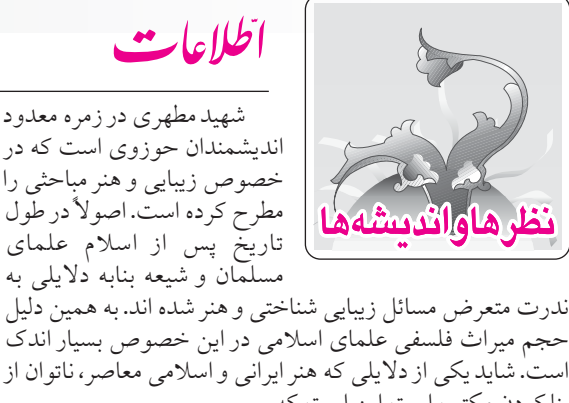 اطلاعات
نظرها و اندیشه‌ها
شهید مطهری در زمره معدود
اندیشمندان حوزوی است که در
خصوص زیبایی و هنر مباحثی را
مطرح کرده است. اصولاً در طول
تاریخ پس از اسلام علمای
مسلمان و شیعه بنابه دلایلی به
ندرت متعرض مسائل زیبایی شناختی و هنر شده اند. به همین دلیل
حجم میراث فلسفی علمای اسلامی در این خصوص بسیار اندک
است. شاید یکی از دلایلی که هنر ایرانی و اسلامی معاصر، ناتوان از